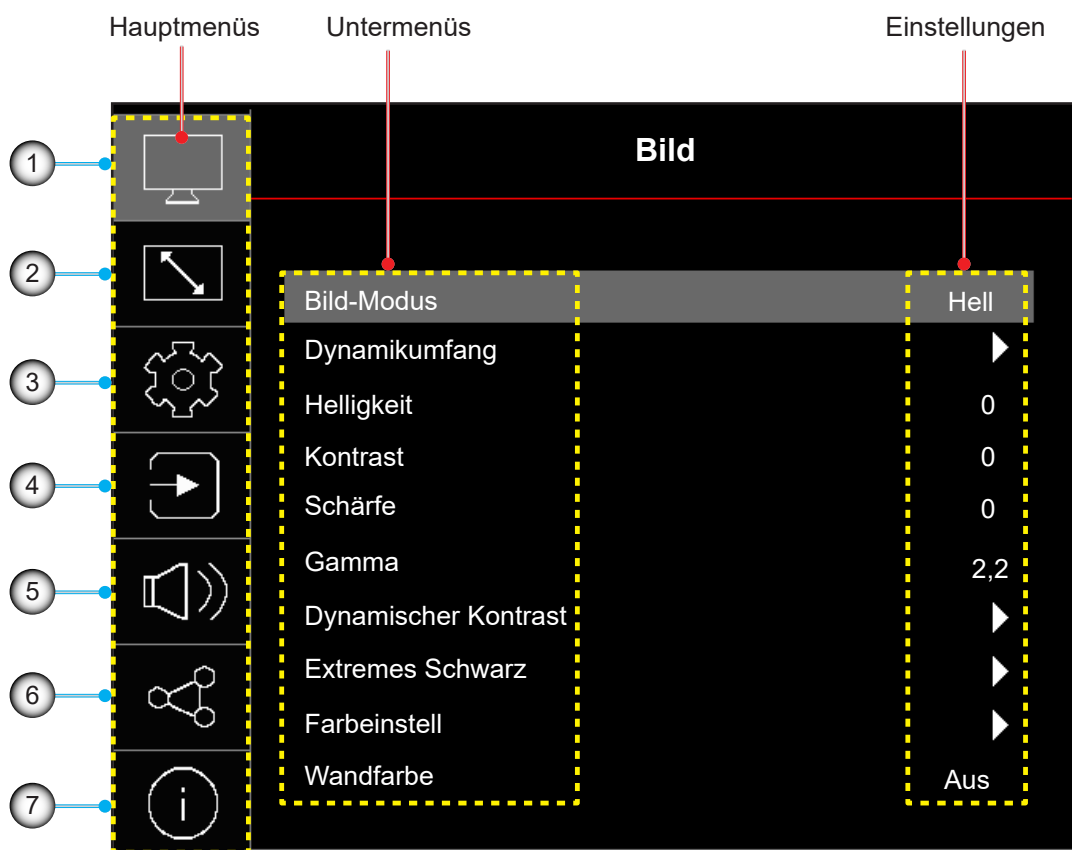 Hauptmenüs Untermenüs Einstellungen
1
Bild
2
Bild-Modus Hell
Dynamikumfang
3
Helligkeit 0
Kontrast 0
4
Schärfe 0
Gamma 2,2
5
Dynamischer Kontrast
Extremes Schwarz
6
Farbeinstell
Wandfarbe Aus
7
i